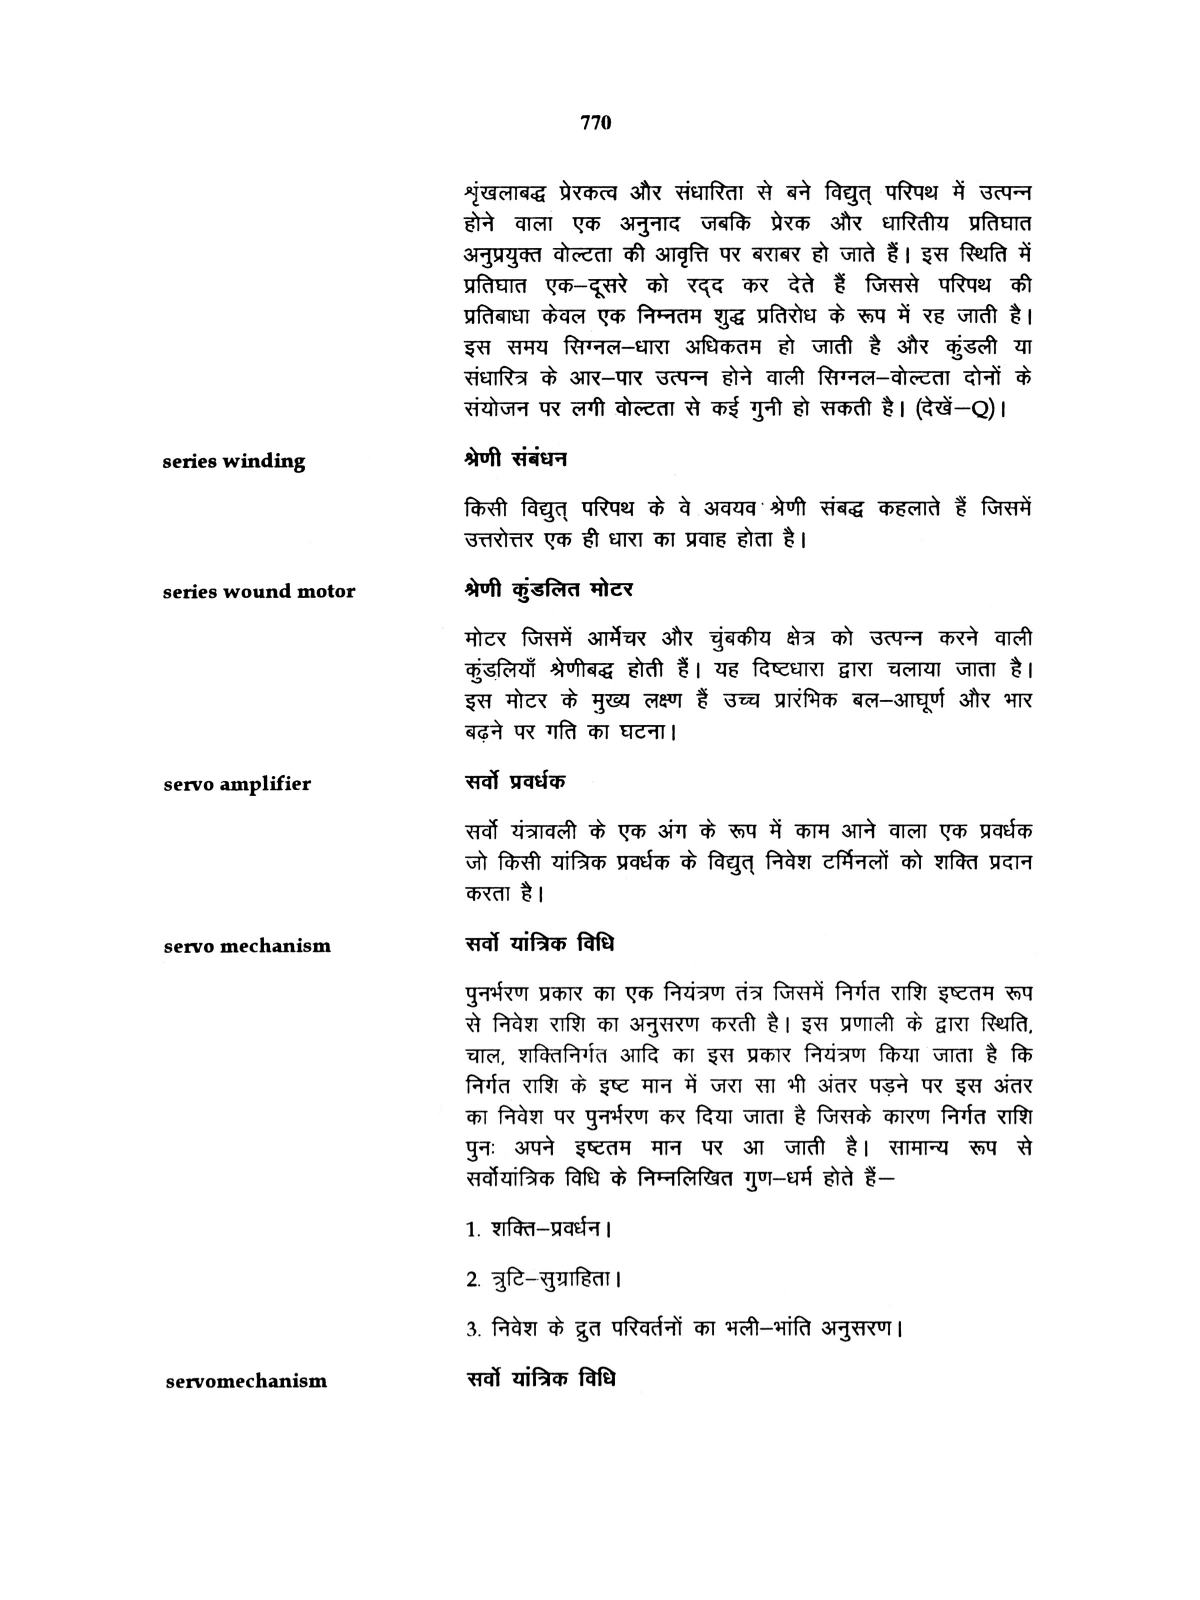 770
शृंखलाबद्ध प्रेरकत्व और संधारिता से बने विद्युत् परिपथ में उत्पन्न
होने वाला एक अनुनाद जबकि प्रेरक और धारितीय प्रतिघात
अनुप्रयुक्त वोल्टता की आवृत्ति पर बराबर हो जाते हैं। इस स्थिति में
प्रतिघात एक–दूसरे को रद्द कर देते हैं जिससे परिपथ की
प्रतिबाधा केवल एक निम्नतम शुद्ध प्रतिरोध के रूप में रह जाती है।
इस समय सिग्नल–धारा अधिकतम हो जाती है और कुंडली या
संधारित्र के आर–पार उत्पन्न होने वाली सिग्नल–वोल्टता दोनों के
संयोजन पर लगी वोल्टता से कई गुनी हो सकती है। (देखें–Q)।
series winding श्रेणी संबंधन
किसी विद्युत् परिपथ के वे अवयव श्रेणी संबद्ध कहलाते हैं जिसमें
उत्तरोत्तर एक ही धारा का प्रवाह होता है।
series wound motor श्रेणी कुंडलित मोटर
मोटर जिसमें आर्मेचर और चुंबकीय क्षेत्र को उत्पन्न करने वाली
कुंडलियाँ श्रेणीबद्ध होती हैं। यह दिष्टधारा द्वारा चलाया जाता है।
इस मोटर के मुख्य लक्ष्ण हैं उच्च प्रारंभिक बल–आघूर्ण और भार
बढ़ने पर गति का घटना।
servo amplifier सर्वो प्रवर्धक
सर्वो यंत्रावली के एक अंग के रूप में काम आने वाला एक प्रवर्धक
जो किसी यांत्रिक प्रवर्धक के विद्युत् निवेश टर्मिनलों को शक्ति प्रदान
करता है।
servo mechanism सर्वो यांत्रिक विधि
पुनर्भरण प्रकार का एक नियंत्रण तंत्र जिसमें निर्गत राशि इष्टतम रूप
से निवेश राशि का अनुसरण करती है। इस प्रणाली के द्वारा स्थिति,
चाल, शक्तिनिर्गत आदि का इस प्रकार नियंत्रण किया जाता है कि
निर्गत राशि के इष्ट मान में जरा सा भी अंतर पड़ने पर इस अंतर
का निवेश पर पुनर्भरण कर दिया जाता है जिसके कारण निर्गत राशि
पुनः अपने इष्टतम मान पर आ जाती है। सामान्य रूप से
सर्वोयांत्रिक विधि के निम्नलिखित गुण–धर्म होते हैं–
1. शक्ति–प्रवर्धन।
2. त्रुटि–सुग्राहिता।
3. निवेश के द्रुत परिवर्तनों का भली–भांति अनुसरण।
servomechanism सर्वो यांत्रिक विधि